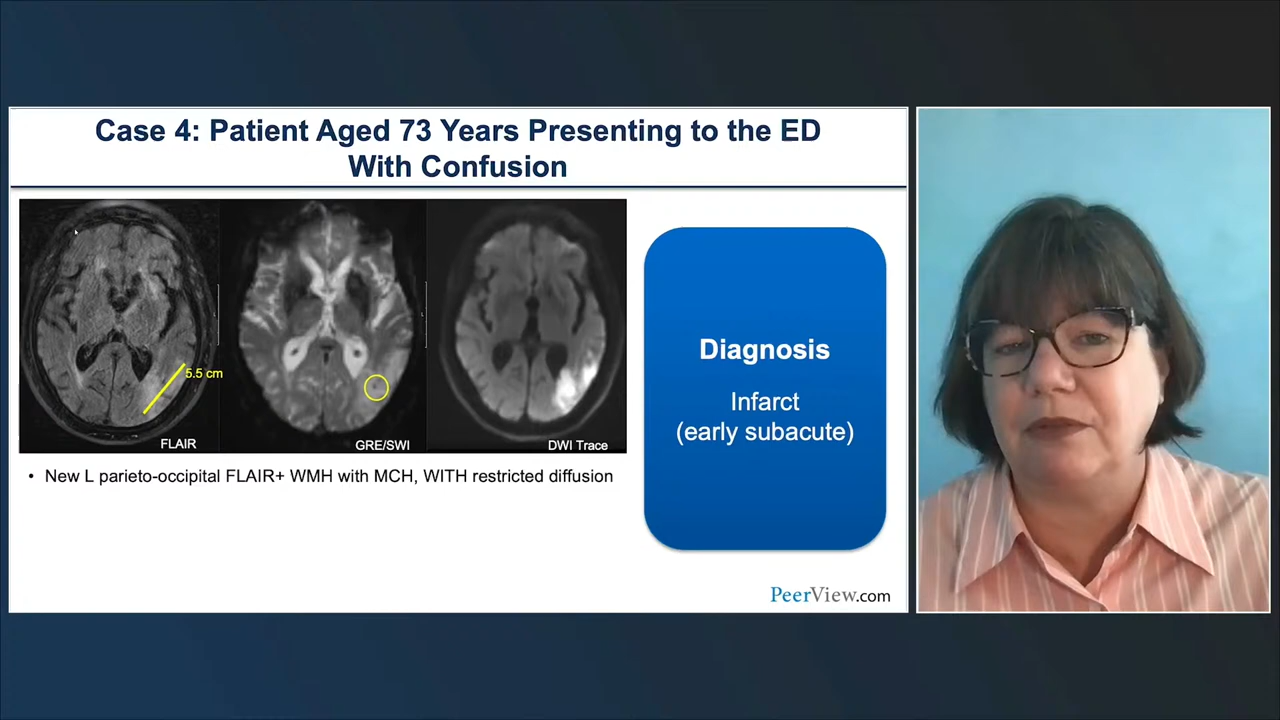 Case 4: Patient Aged 73 Years Presenting to the ED
With Confusion
5.5 cm
FLAIR
GRE/SWI
DWI Trace
• New L parieto-occipital FLAIR+ WMH with MCH, WITH restricted diffusion
Diagnosis
Infarct
(early subacute)
PeerView.com